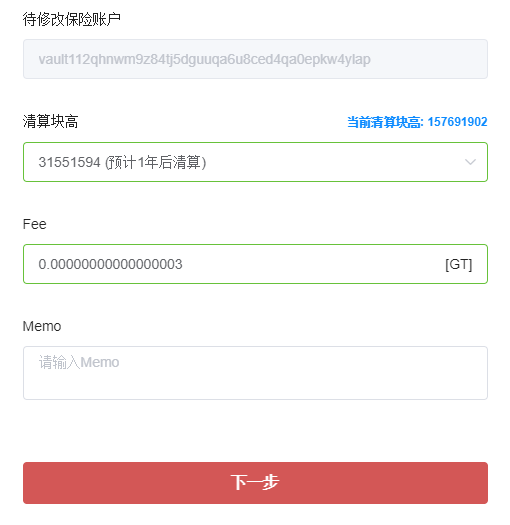 待修改保险账户
vault112qhnwm9z84tj5dguuqa6u8ced4qa0epkw4ylap
清算块高
当前清算块高: 157691902
31551594 (预计1年后清算)
Fee
0.00000000000000003 [GT]
Memo
请输入Memo
下一步